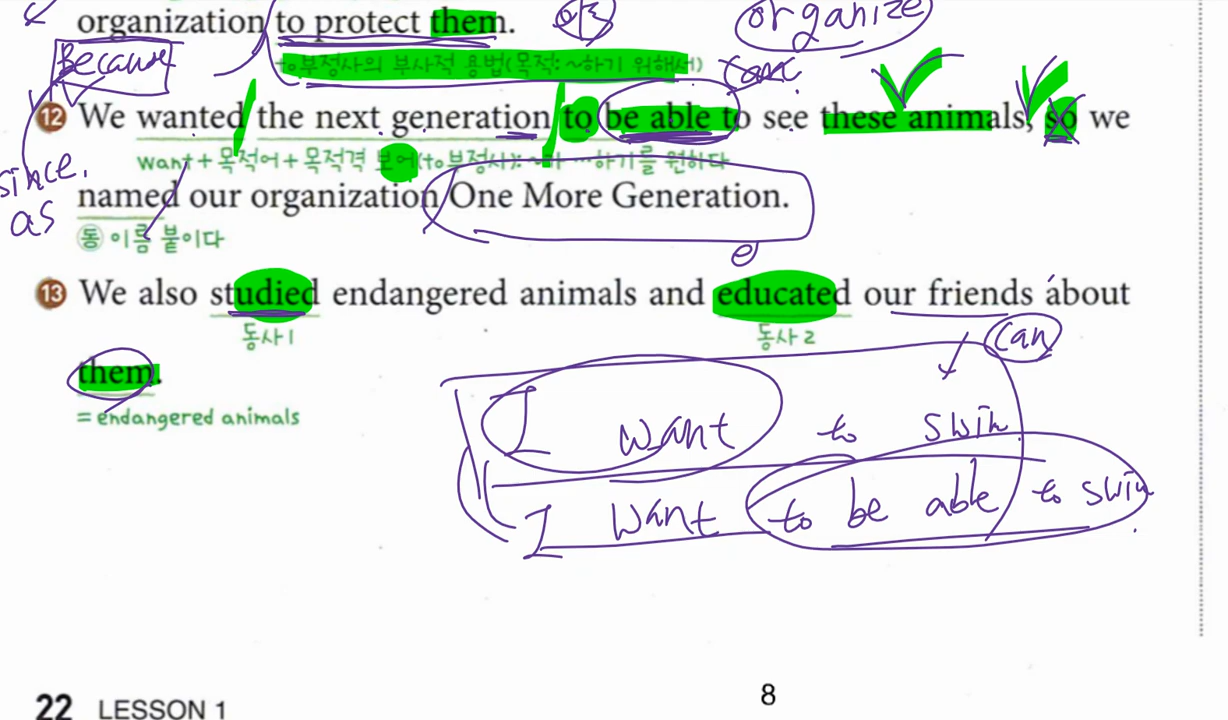 organization to protect them.
organize
to부정사의 부사적 용법(목적: ~하기 위해서)
Because
can
⑫ We wanted the next generation to be able to see these animals, so we
want + 목적어 + 목적격 보어(to부정사): ~가 …하기를 원하다
since.
as
named our organization One More Generation.
동 이름 붙이다
⑬ We also studied endangered animals and educated our friends about
동사1
동사2
can
them.
= endangered animals
I want to swim
I want to be able to swim.
22 LESSON 1
8